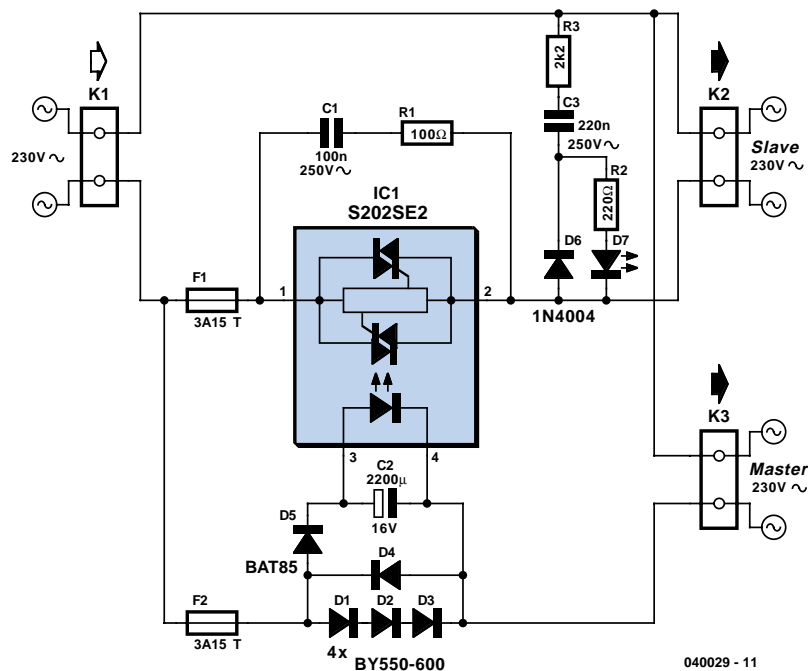 K1
230V ~
C1
100n
250V ~
R1
100Ω
R3
2k2
C3
220n
250V ~
R2
220Ω
K2
Slave
230V ~
IC1
S202SE2
F1
3A15 T
1
2
D6
D7
1N4004
3
4
C2
2200µ
16V
D5
BAT85
D4
K3
Master
230V ~
F2
3A15 T
D1
D2
D3
4x
BY550-600
040029 - 11